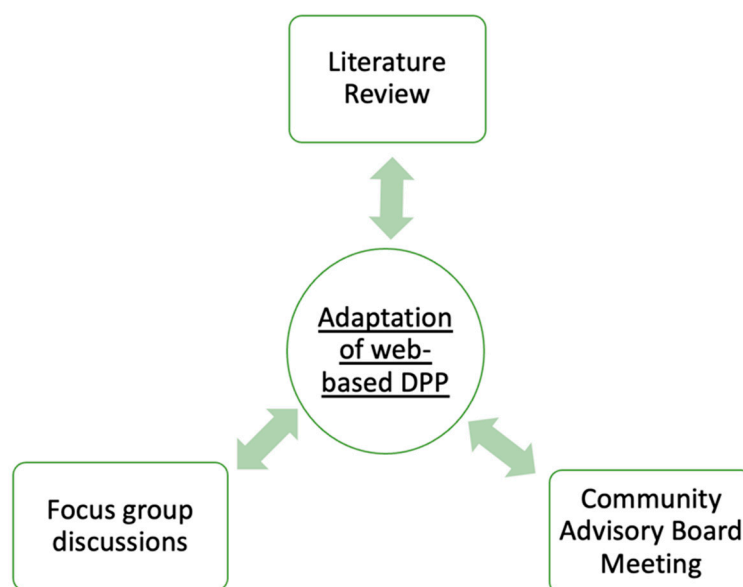 Literature
Review
Adaptation
of web-
based DPP
Focus group
discussions
Community
Advisory Board
Meeting